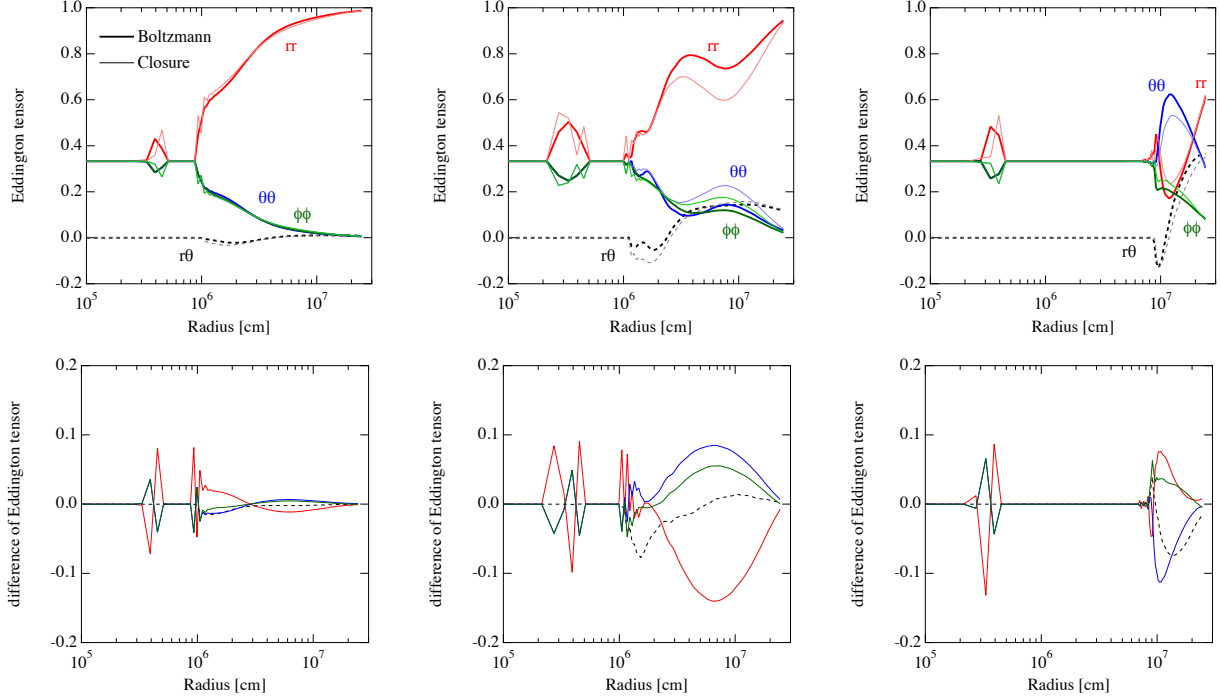 1.0
0.8
0.6
0.4
0.2
0.0
-0.2
Eddington tensor
Boltzmann
Closure
rr
θθ
ϕϕ
rθ
10^5
10^6
10^7
Radius [cm]
1.0
0.8
0.6
0.4
0.2
0.0
-0.2
Eddington tensor
rr
θθ
ϕϕ
rθ
10^5
10^6
10^7
Radius [cm]
1.0
0.8
0.6
0.4
0.2
0.0
-0.2
Eddington tensor
θθ
rr
ϕϕ
rθ
10^5
10^6
10^7
Radius [cm]
0.2
0.1
0.0
-0.1
-0.2
difference of Eddington tensor
10^5
10^6
10^7
Radius [cm]
0.2
0.1
0.0
-0.1
-0.2
difference of Eddington tensor
10^5
10^6
10^7
Radius [cm]
0.2
0.1
0.0
-0.1
-0.2
difference of Eddington tensor
10^5
10^6
10^7
Radius [cm]